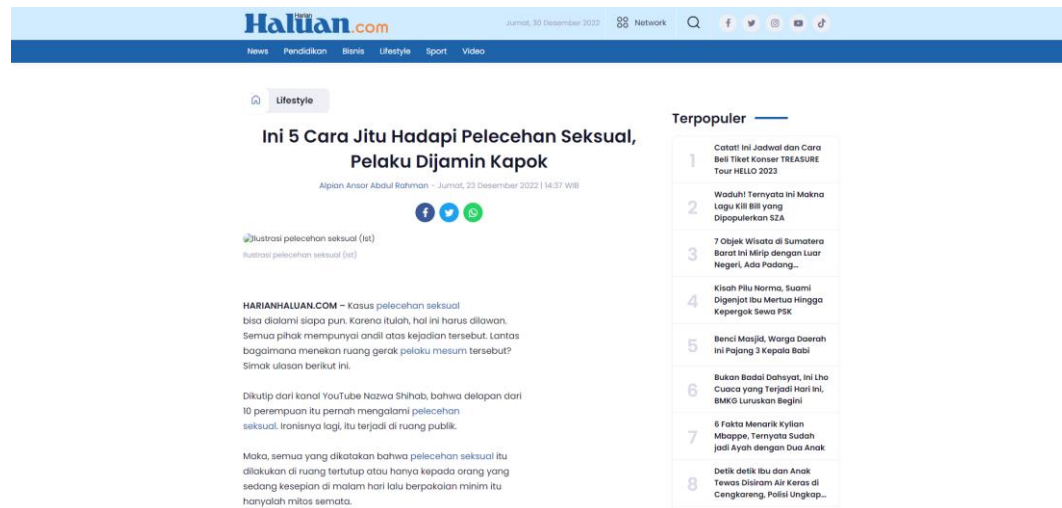 Harian
Haluan.com
Jumat, 30 Desember 2022
Network
News Pendidikan Bisnis Lifestyle Sport Video
Lifestyle
Ini 5 Cara Jitu Hadapi Pelecehan Seksual,
Pelaku Dijamin Kapok
Alpian Ansor Abdul Rahman - Jumat, 23 Desember 2022 | 14:37 WIB
Ilustrasi pelecehan seksual (Ist)
Ilustrasi pelecehan seksual (Ist)
HARIANHALUAN.COM – Kasus pelecehan seksual
bisa dialami siapa pun. Karena itulah, hal ini harus dilawan.
Semua pihak mempunyai andil atas kejadian tersebut. Lantas
bagaimana menekan ruang gerak pelaku mesum tersebut?
Simak ulasan berikut ini.
Dikutip dari kanal YouTube Nazwa Shihab, bahwa delapan dari
10 perempuan itu pernah mengalami pelecehan
seksual. Ironisnya lagi, itu terjadi di ruang publik.
Maka, semua yang dikatakan bahwa pelecehan seksual itu
dilakukan di ruang tertutup atau hanya kepada orang yang
sedang kesepian di malam hari lalu berpakaian minim itu
hanyalah mitos semata.
Terpopuler
1
Catat! Ini Jadwal dan Cara
Beli Tiket Konser TREASURE
Tour HELLO 2023
2
Waduh! Ternyata Ini Makna
Lagu Kill Bill yang
Dipopulerkan SZA
3
7 Objek Wisata di Sumatera
Barat Ini Mirip dengan Luar
Negeri, Ada Padang...
4
Kisah Pilu Norma, Suami
Digenjot Ibu Mertua Hingga
Kepergok Sewa PSK
5
Benci Masjid, Warga Daerah
Ini Pajang 3 Kepala Babi
6
Bukan Badai Dahsyat, Ini Lho
Cuaca yang Terjadi Hari Ini,
BMKG Luruskan Begini
7
6 Fakta Menarik Kylian
Mbappe, Ternyata Sudah
jadi Ayah dengan Dua Anak
8
Detik detik Ibu dan Anak
Tewas Disiram Air Keras di
Cengkareng, Polisi Ungkap...